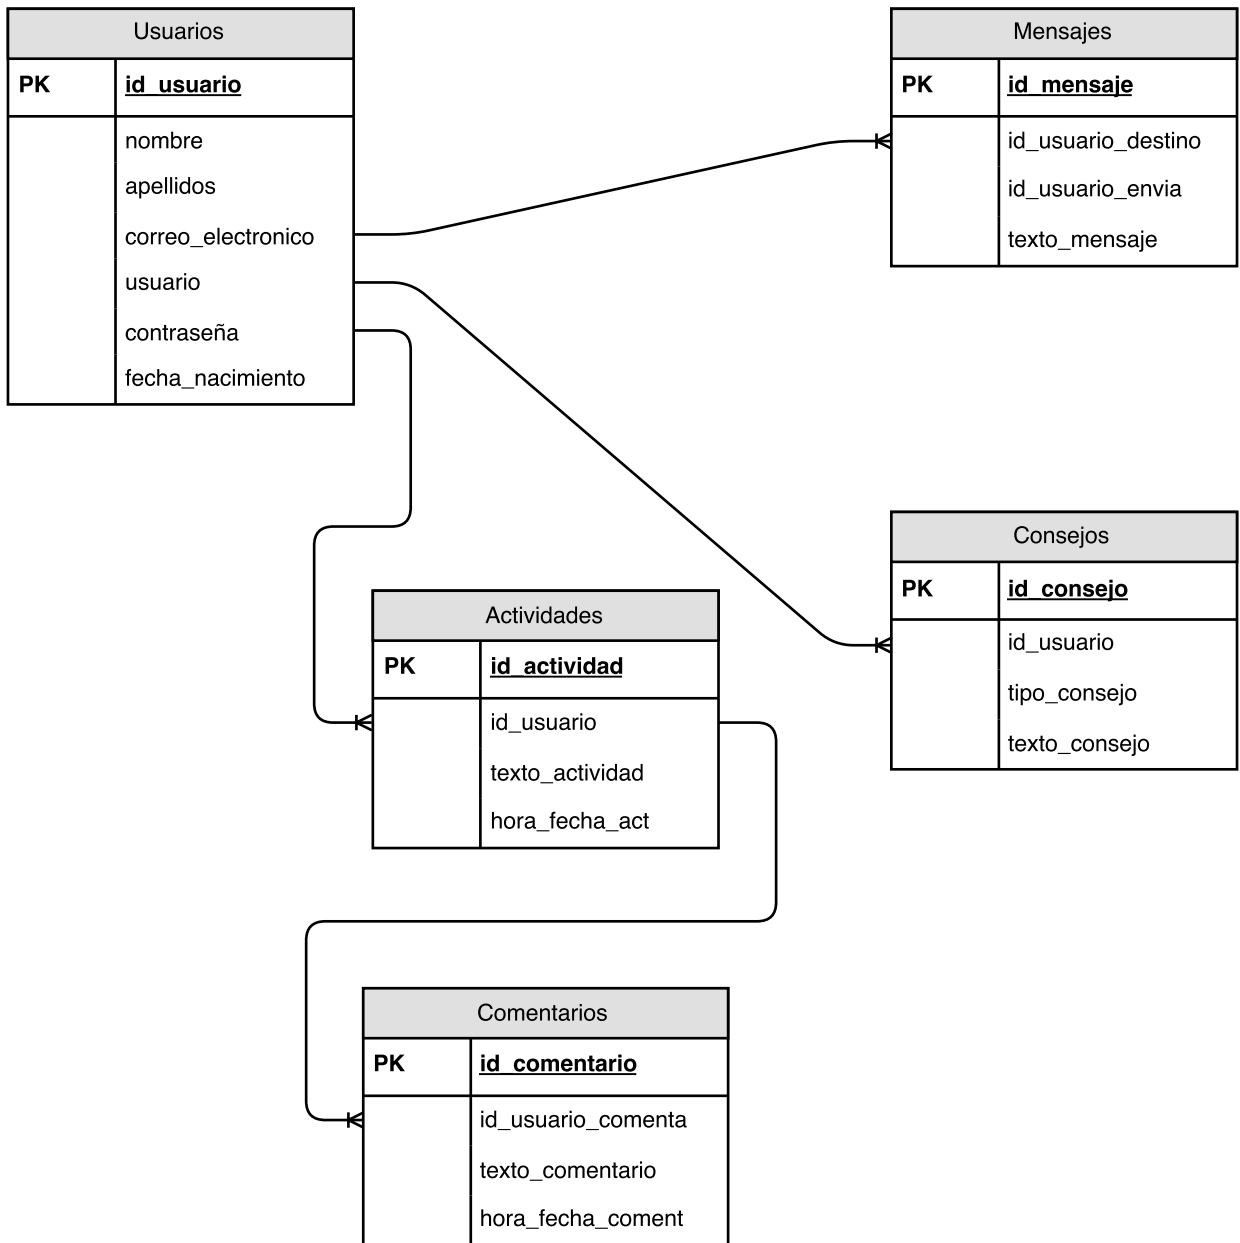 Usuarios
PK id_usuario
nombre
apellidos
correo_electronico
usuario
contraseña
fecha_nacimiento
Mensajes
PK id_mensaje
id_usuario_destino
id_usuario_envia
texto_mensaje
Consejos
PK id_consejo
id_usuario
tipo_consejo
texto_consejo
Actividades
PK id_actividad
id_usuario
texto_actividad
hora_fecha_act
Comentarios
PK id_comentario
id_usuario_comenta
texto_comentario
hora_fecha_coment